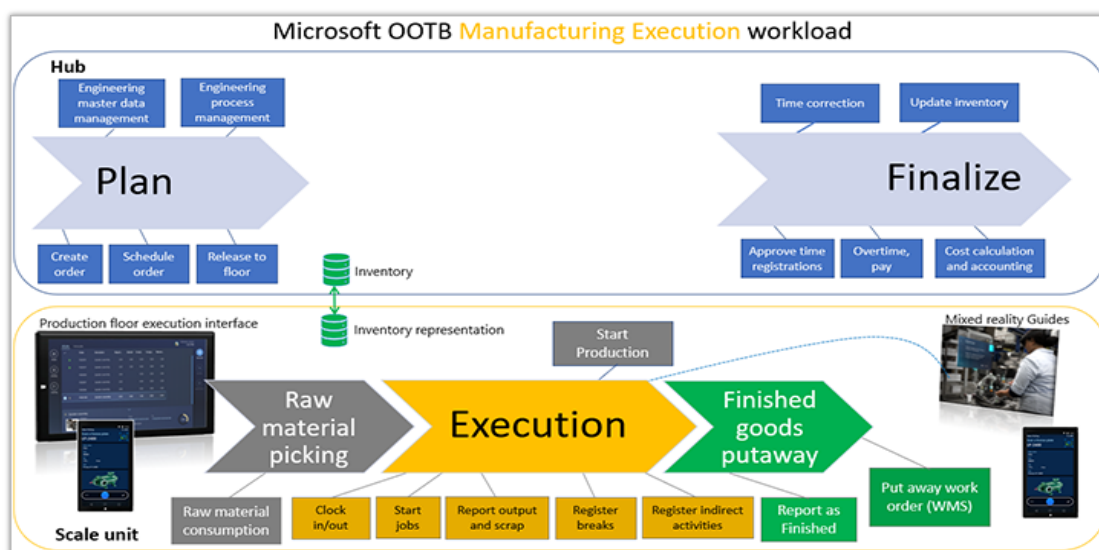 Microsoft OOTB Manufacturing Execution workload
Hub
Engineering
master data
management
Engineering
process
management
Time correction
Update inventory
Plan
Finalize
Create
order
Schedule
order
Release to
floor
Approve time
registrations
Overtime,
pay
Cost calculation
and accounting
Inventory
Inventory representation
Production floor execution interface
Start
Production
Mixed reality Guides
Raw
material
picking
Execution
Finished
goods
putaway
Raw material
consumption
Clock
in/out
Start
jobs
Report output
and scrap
Register
breaks
Register indirect
activities
Report as
Finished
Put away work
order (WMS)
Scale unit